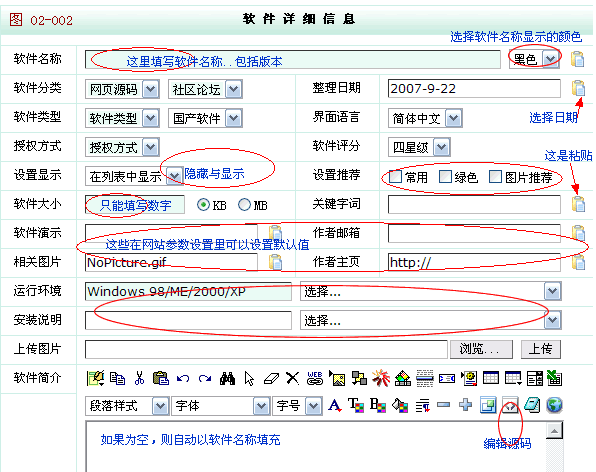 图 02-002 软件详细信息
选择软件名称显示的颜色
软件名称 这里填写软件名称..包括版本 黑色
软件分类 网页源码 社区论坛 整理日期 2007-9-22
软件类型 软件类型 国产软件 界面语言 简体中文 选择日期
授权方式 授权方式 软件评分 四星级
这是粘贴
设置显示 在列表中显示 隐藏与显示 设置推荐 常用 绿色 图片推荐
软件大小 只能填写数字 KB MB 关键字词
软件演示 作者邮箱
这些在网站参数设置里可以设置默认值
相关图片 NoPicture.gif 作者主页 http://
运行环境 Windows 98/ME/2000/XP 选择...
安装说明 选择...
上传图片 浏览... 上传
软件简介 WEB
段落样式 字体 字号
如果为空，则自动以软件名称填充 编辑源码